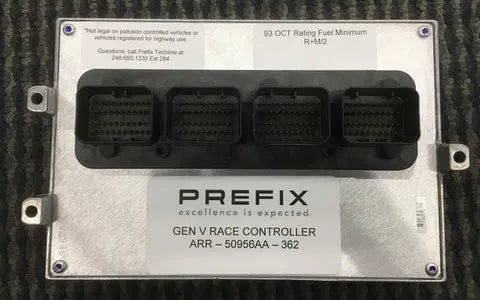 *Not legal on pollution controlled vehicles or
vehicles registered for highway use.
Questions: call Prefix Techline at
248.650.1330 Ext 284
93 OCT Rating Fuel Minimum
R+M/2
PREFIX
excellence is expected.
GEN V RACE CONTROLLER
ARR – 50956AA – 362